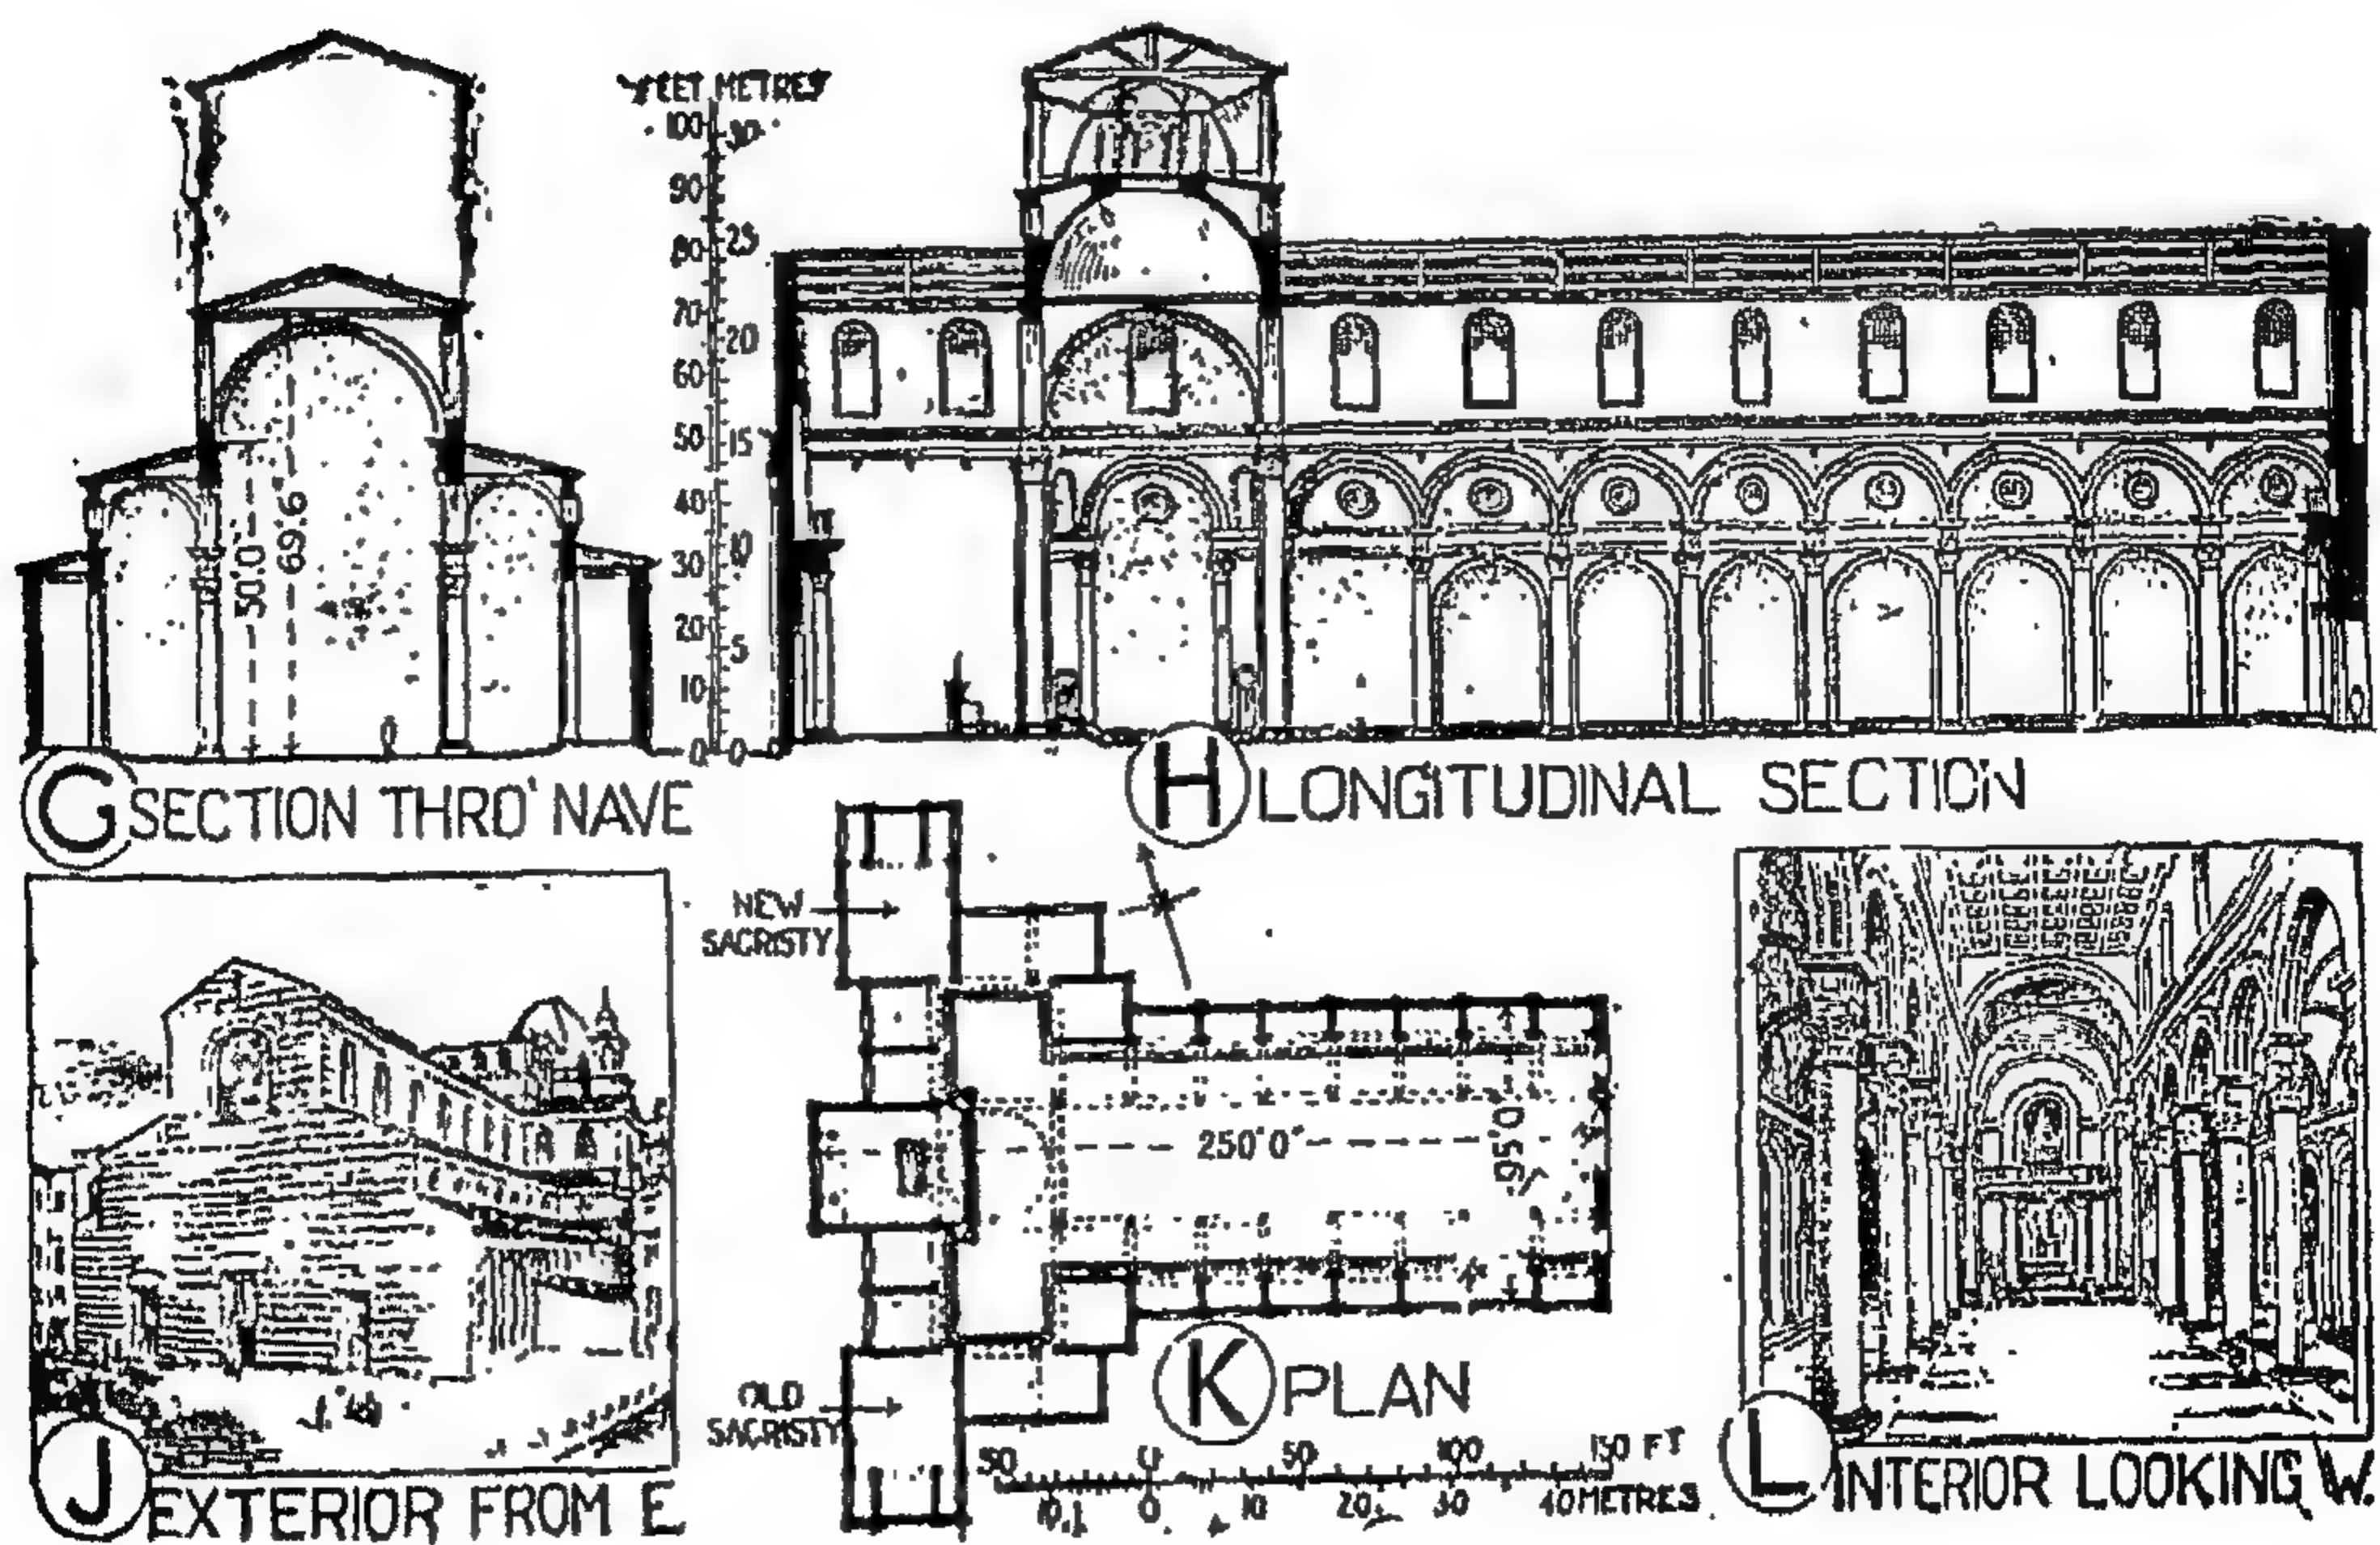 FEET METRES
100
90
80
70
60
50
40
30
20
10
0
30
25
20
15
10
5
0
50'.0"
69'.6
G SECTION THRO' NAVE
H LONGITUDINAL SECTION
NEW
SACRISTY
250'0"
95'.0
OLD
SACRISTY
K PLAN
50 0 50 100 150 FT
10 0 10 20 30 40 METRES
J EXTERIOR FROM E
L INTERIOR LOOKING W.